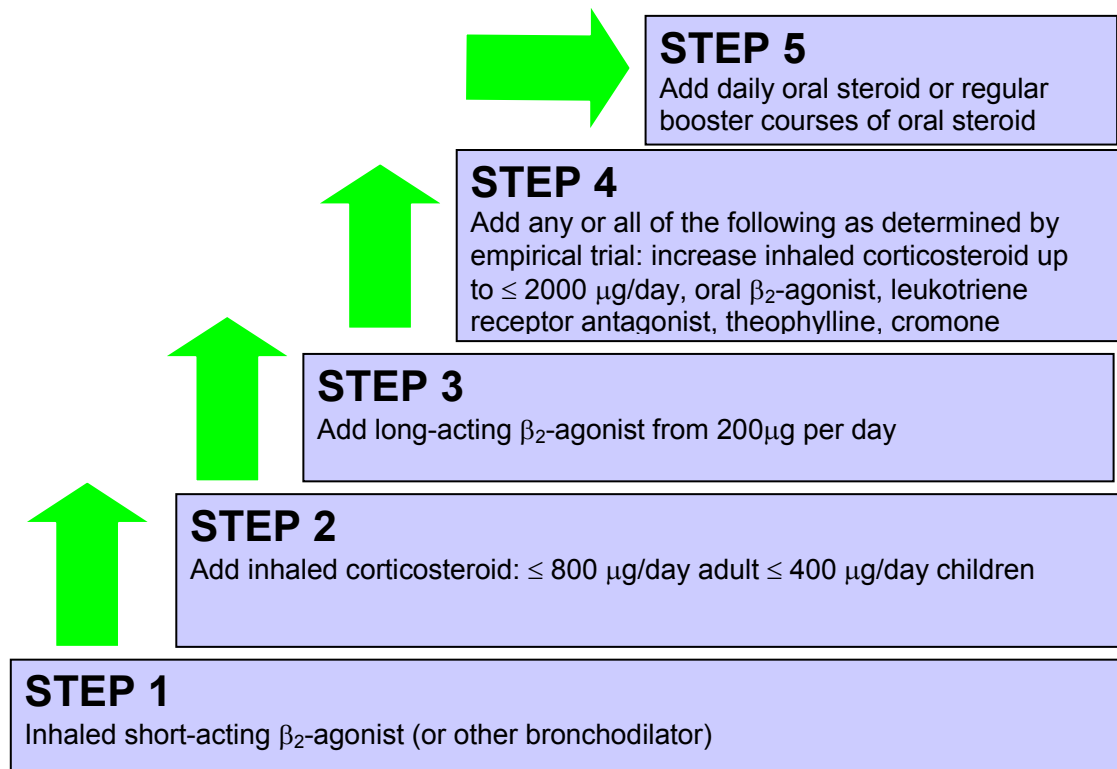 STEP 5
Add daily oral steroid or regular
booster courses of oral steroid
STEP 4
Add any or all of the following as determined by
empirical trial: increase inhaled corticosteroid up
to ≤ 2000 μg/day, oral β₂-agonist, leukotriene
receptor antagonist, theophylline, cromone
STEP 3
Add long-acting β₂-agonist from 200μg per day
STEP 2
Add inhaled corticosteroid: ≤ 800 μg/day adult ≤ 400 μg/day children
STEP 1
Inhaled short-acting β₂-agonist (or other bronchodilator)